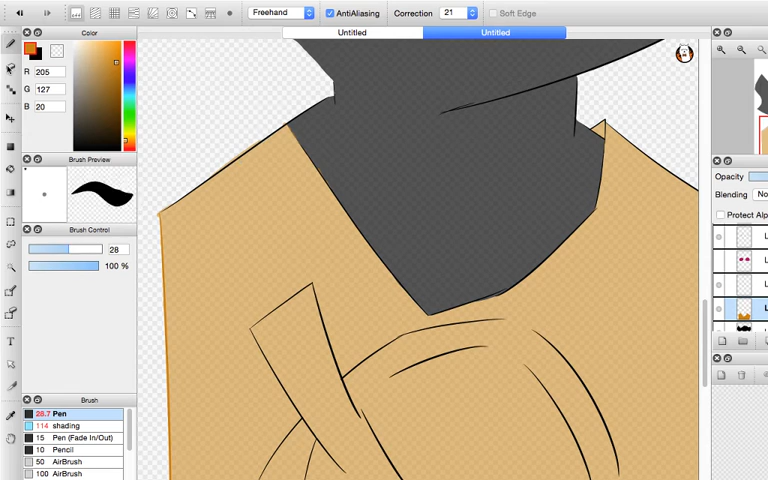 Freehand AntiAliasing Correction 21 Soft Edge
Untitled Untitled
Color
R 205
G 127
B 20
Brush Preview
Brush Control
28
100 %
Brush
28.7 Pen
114 shading
15 Pen (Fade In/Out)
10 Pencil
50 AirBrush
100 AirBrush
T
Opacity
Blending
Protect